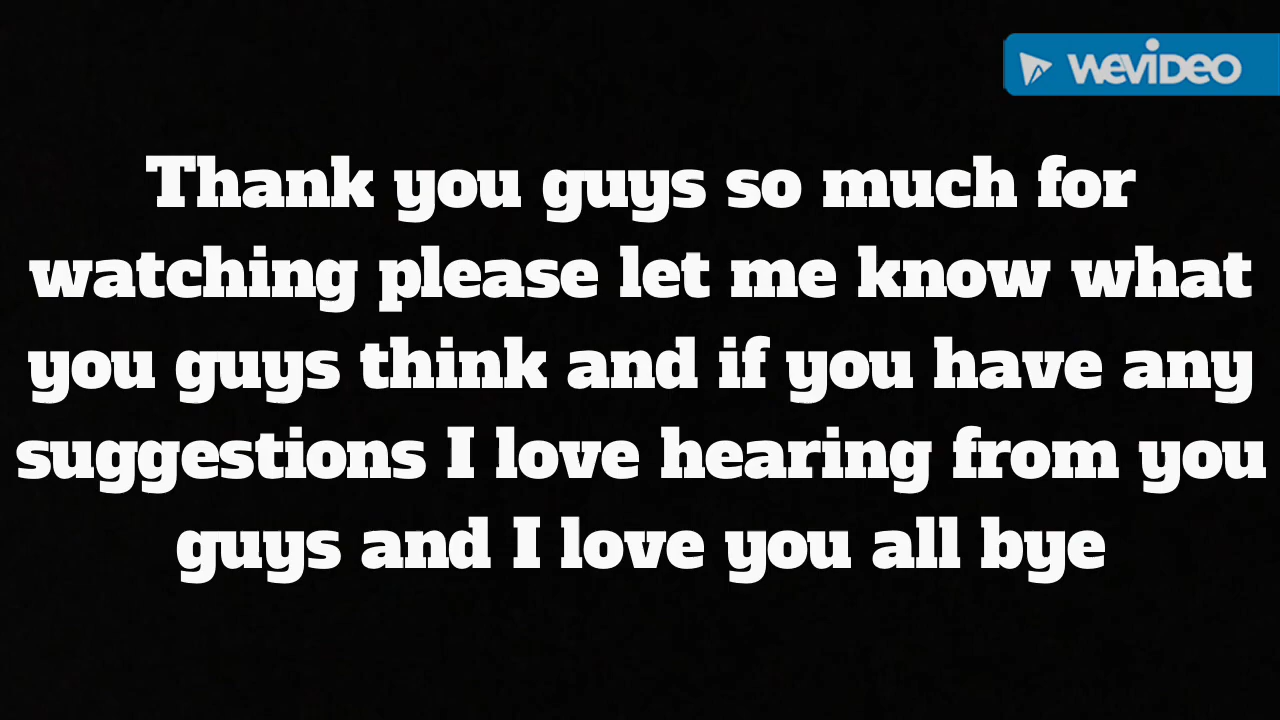 WeVideo
Thank you guys so much for
watching please let me know what
you guys think and if you have any
suggestions I love hearing from you
guys and I love you all bye